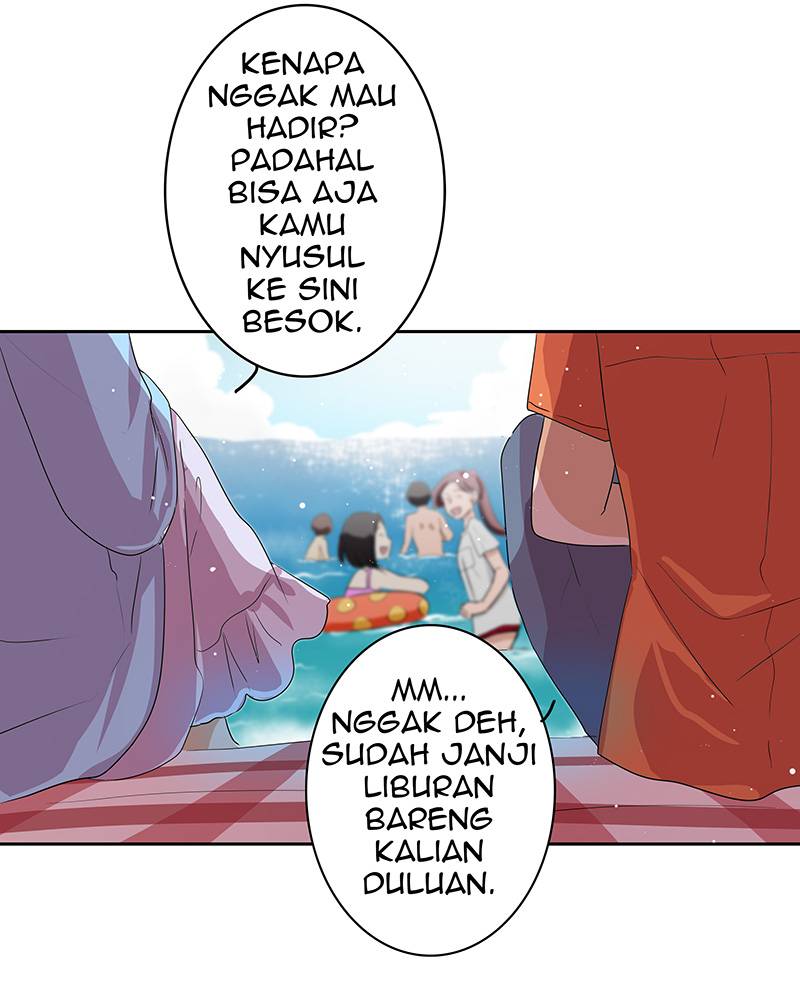 KENAPA
NGGAK MAU
HADIR?
PADAHAL
BISA AJA
KAMU
NYUSUL
KE SINI
BESOK.
MM...
NGGAK DEH,
SUDAH JANJI
LIBURAN
BARENG
KALIAN
DULUAN.